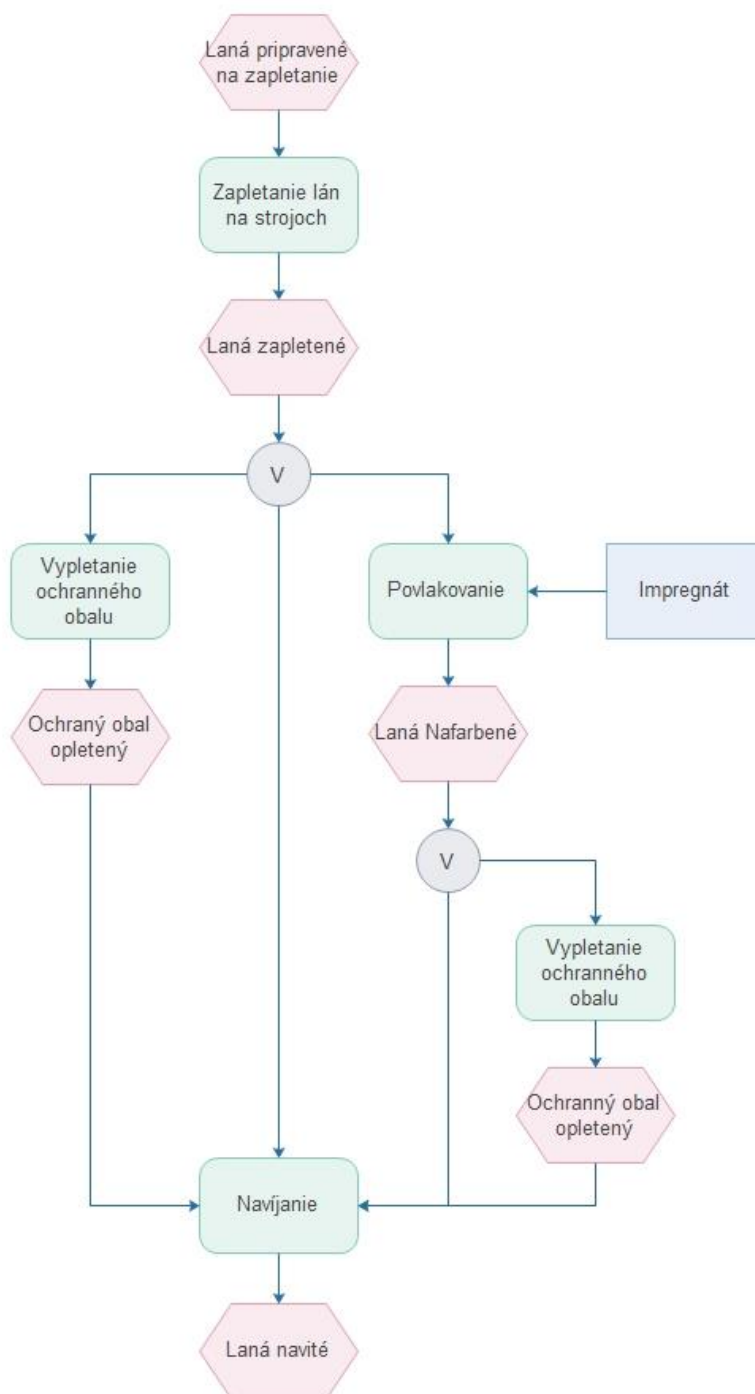 Laná pripravené
na zapletanie
Zapletanie lán
na strojoch
Laná zapletené
V
Vypletanie
ochranného
obalu
Povlakovanie
Impregnát
Ochraný obal
opletený
Laná Nafarbené
V
Vypletanie
ochranného
obalu
Ochranný obal
opletený
Navíjanie
Laná navité